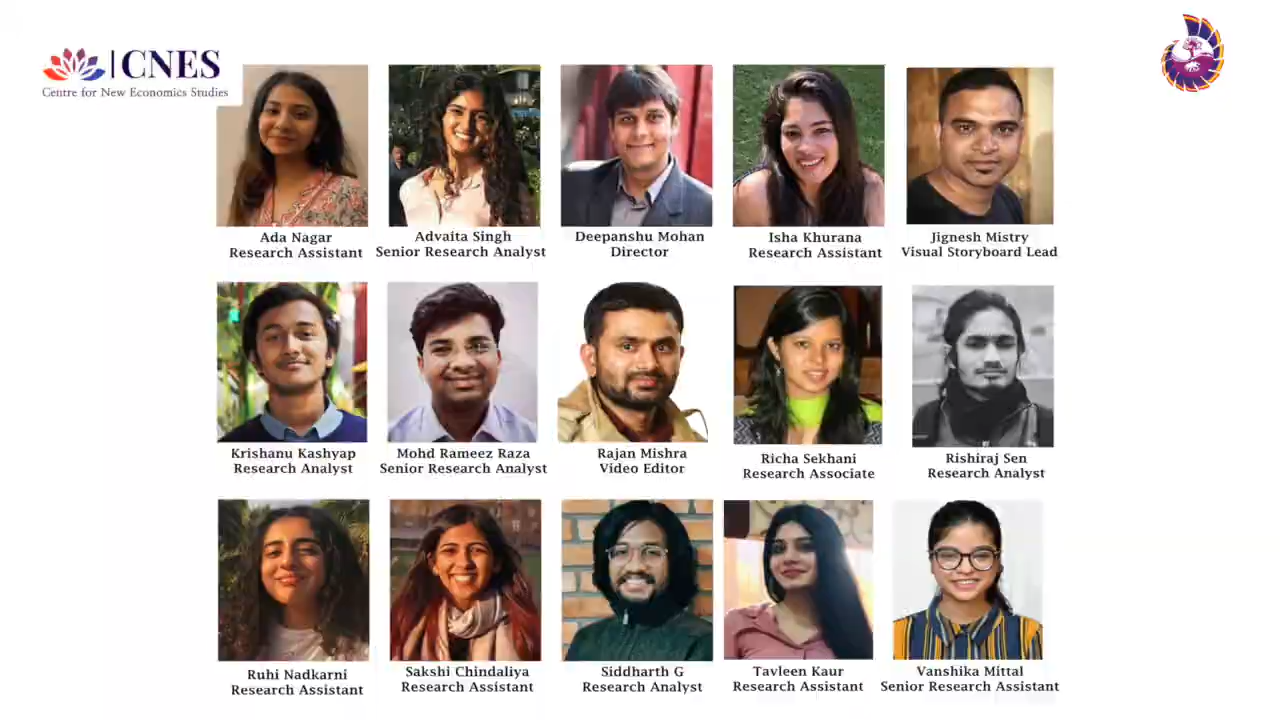 CNES
Centre for New Economics Studies
Ada Nagar
Research Assistant
Advaita Singh
Senior Research Analyst
Deepanshu Mohan
Director
Isha Khurana
Research Assistant
Jignesh Mistry
Visual Storyboard Lead
Krishanu Kashyap
Research Analyst
Mohd Rameez Raza
Senior Research Analyst
Rajan Mishra
Video Editor
Richa Sekhani
Research Associate
Rishiraj Sen
Research Analyst
Ruhi Nadkarni
Research Assistant
Sakshi Chindaliya
Research Assistant
Siddharth G
Research Analyst
Tavleen Kaur
Research Assistant
Vanshika Mittal
Senior Research Assistant